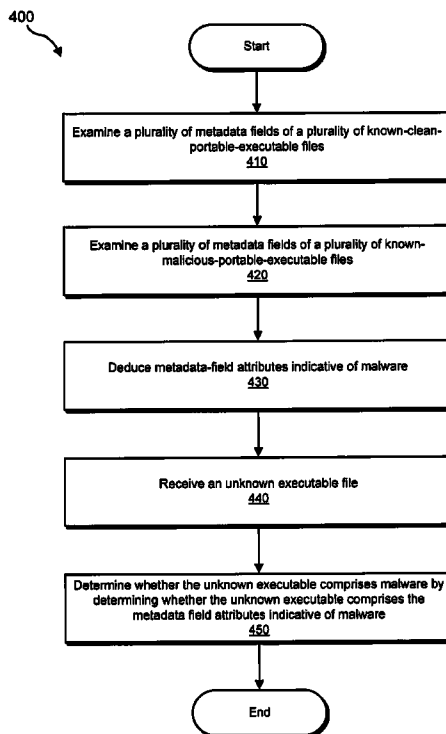 400
Start
Examine a plurality of metadata fields of a plurality of known-clean-
portable-executable files
410
Examine a plurality of metadata fields of a plurality of known-
malicious-portable-executable files
420
Deduce metadata-field attributes indicative of malware
430
Receive an unknown executable file
440
Determine whether the unknown executable comprises malware by
determining whether the unknown executable comprises the
metadata field attributes indicative of malware
450
End